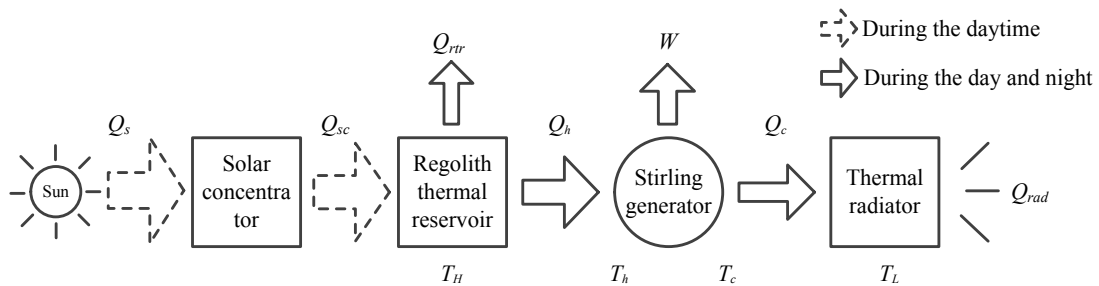 During the daytime
During the day and night
Q_rtr
W
Q_s
Q_sc
Q_h
Q_c
Sun
Solar
concentra
tor
Regolith
thermal
reservoir
Stirling
generator
Thermal
radiator
Q_rad
T_H
T_h
T_c
T_L